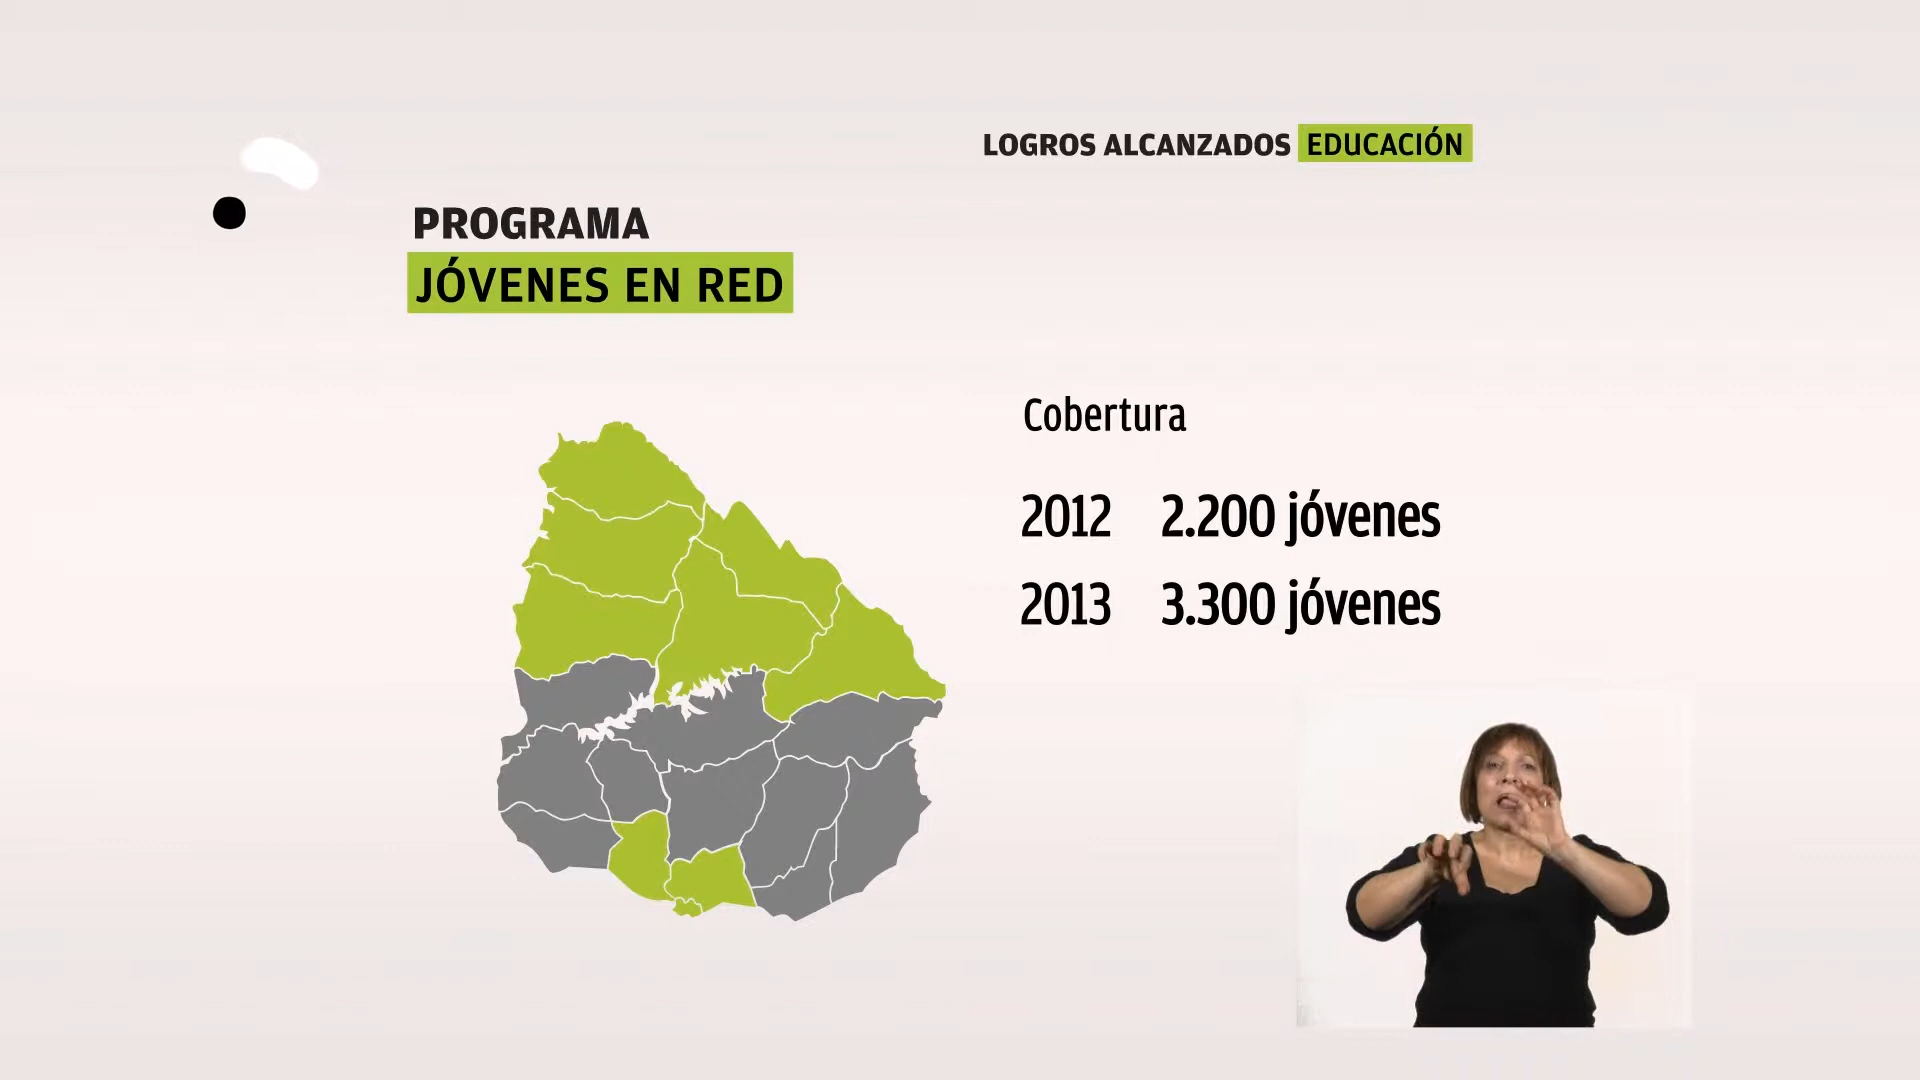 LOGROS ALCANZADOS EDUCACIÓN
PROGRAMA
JÓVENES EN RED
Cobertura
2012 2.200 jóvenes
2013 3.300 jóvenes